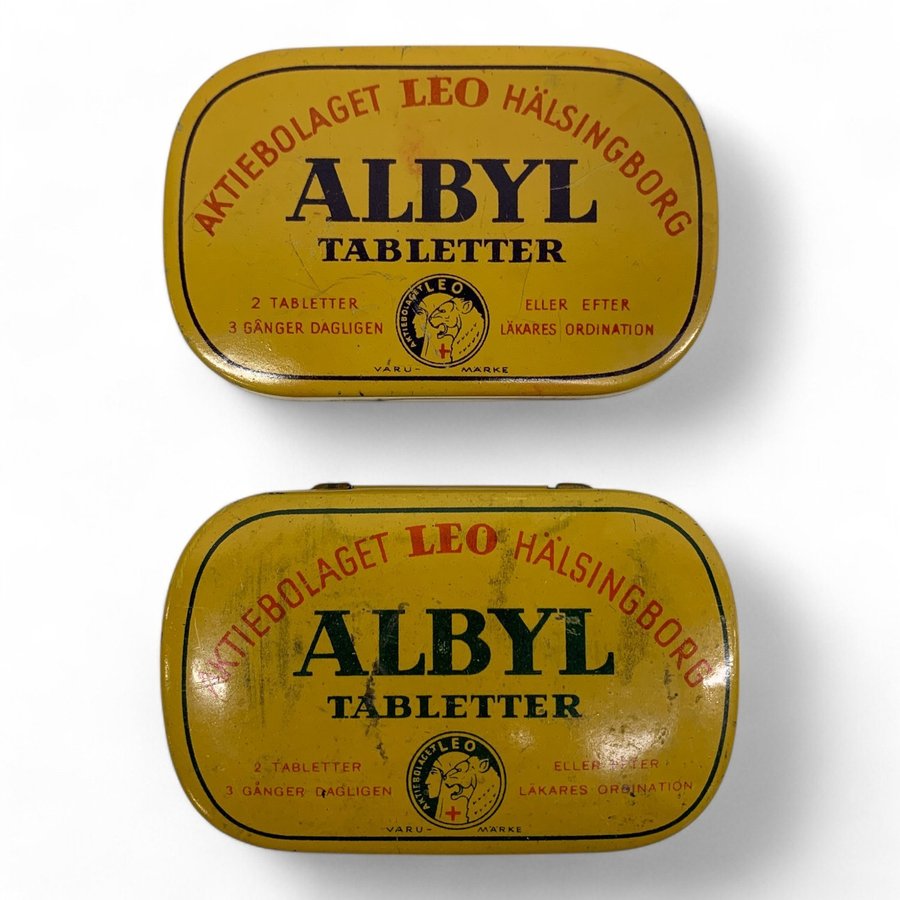 AKTIEBOLAGET LEO HÄLSINGBORG
ALBYL
TABLETTER
2 TABLETTER
3 GÅNGER DAGLIGEN
AKTIEBOLAGET LEO
ELLER EFTER
LÄKARES ORDINATION
VARU- MÄRKE
AKTIEBOLAGET LEO HÄLSINGBORG
ALBYL
TABLETTER
2 TABLETTER
3 GÅNGER DAGLIGEN
AKTIEBOLAGET LEO
ELLER EFTER
LÄKARES ORDINATION
VARU- MÄRKE